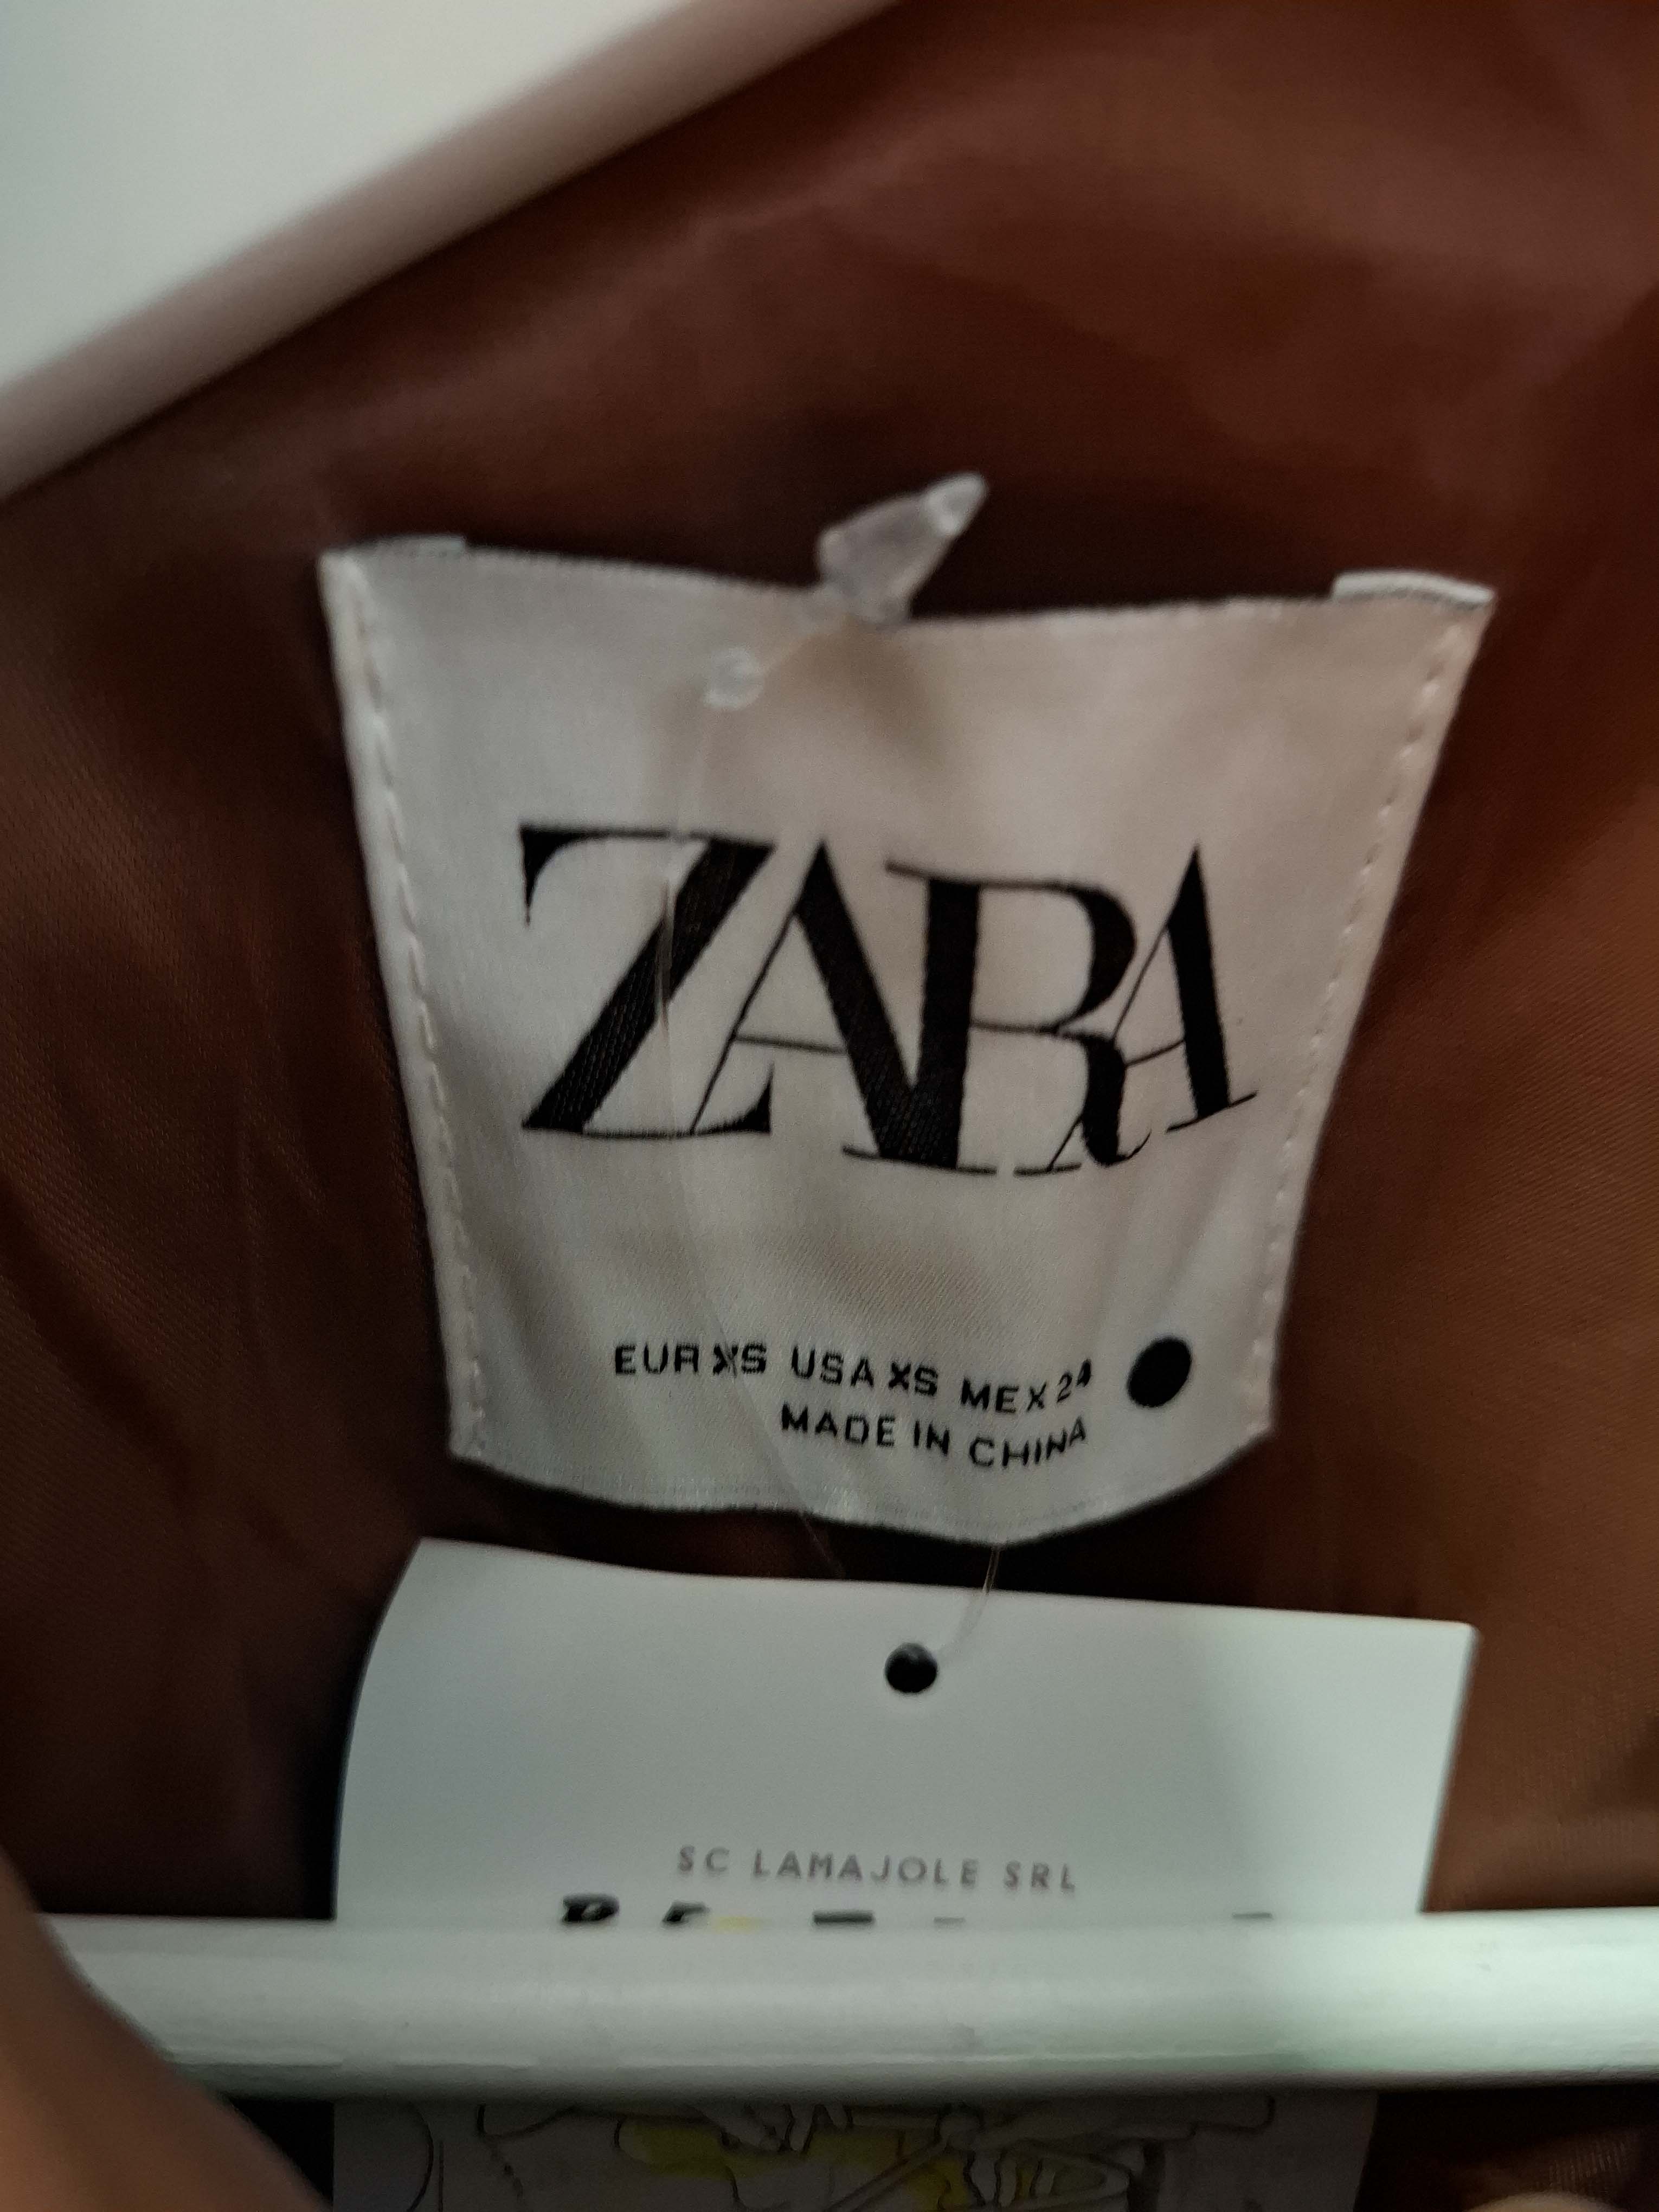 ZARA
EUR XS USA XS MEX 24
MADE IN CHINA
SC LAMAJOLE SRL